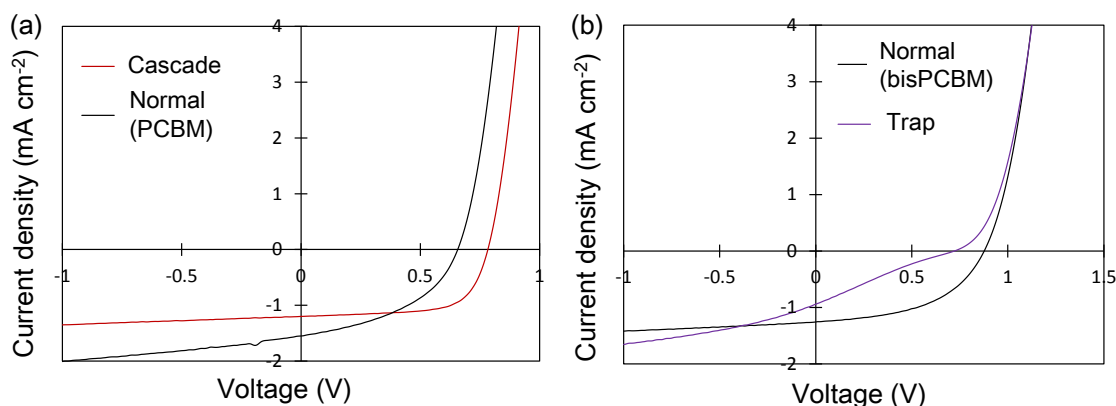 (a)
Current density (mA cm-2)
4
3
2
1
0
-1
-2
-1
-0.5
0
0.5
1
Cascade
Normal
(PCBM)
Voltage (V)
(b)
Current density (mA cm-2)
4
3
2
1
0
-1
-2
-1
-0.5
0
0.5
1
1.5
Normal
(bisPCBM)
Trap
Voltage (V)